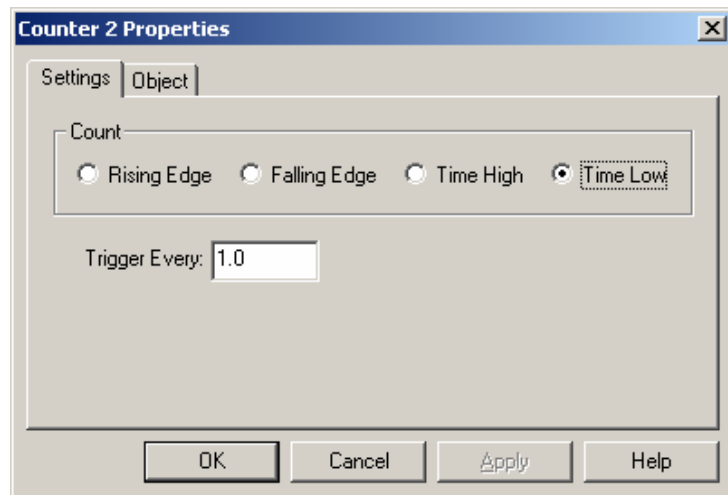 Counter 2 Properties
Settings Object
Count
Rising Edge Falling Edge Time High Time Low
Trigger Every: 1.0
OK Cancel Apply Help